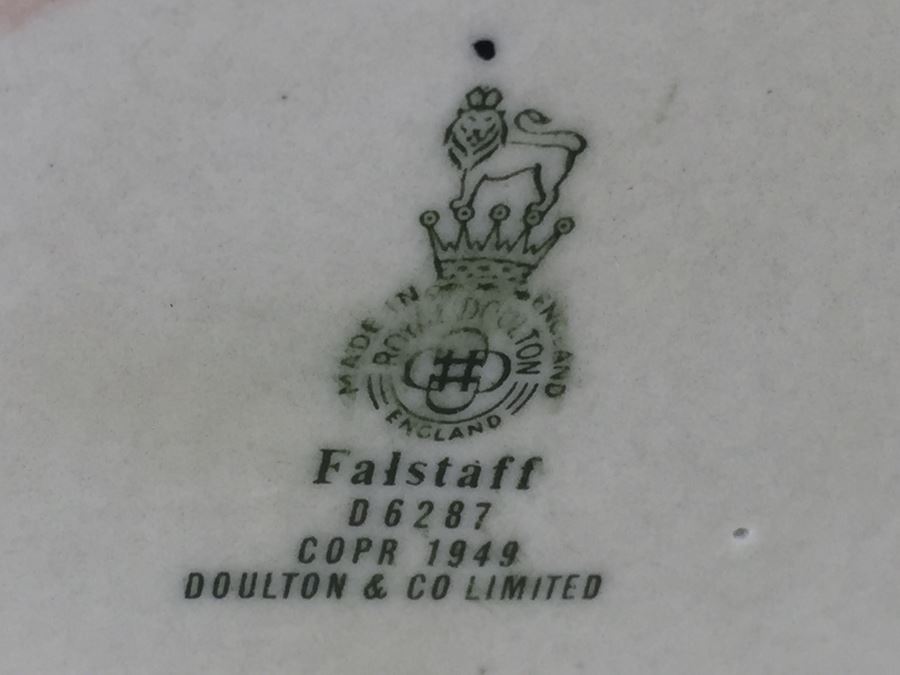 MADE IN ENGLAND
ROYAL DOULTON
ENGLAND
Falstaff
D 6287
COPR 1949
DOULTON & CO LIMITED